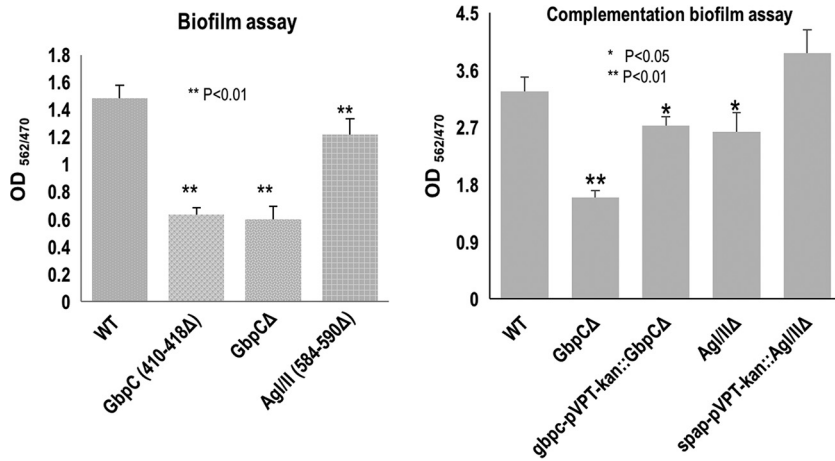 Biofilm assay
1.8
1.6
1.4
1.2
1
0.8
0.6
0.4
0.2
0
OD 562/470
** P<0.01
**
**
**
WT
GbpC (410-418Δ)
GbpCΔ
AgI/II (584-590Δ)
Complementation biofilm assay
4.5
3.6
2.7
1.8
0.9
0
OD 562/470
* P<0.05
** P<0.01
**
*
*
WT
GbpCΔ
gbpc-pVPT-kan::GbpCΔ
AgI/IIΔ
spap-pVPT-kan::AgI/IIΔ